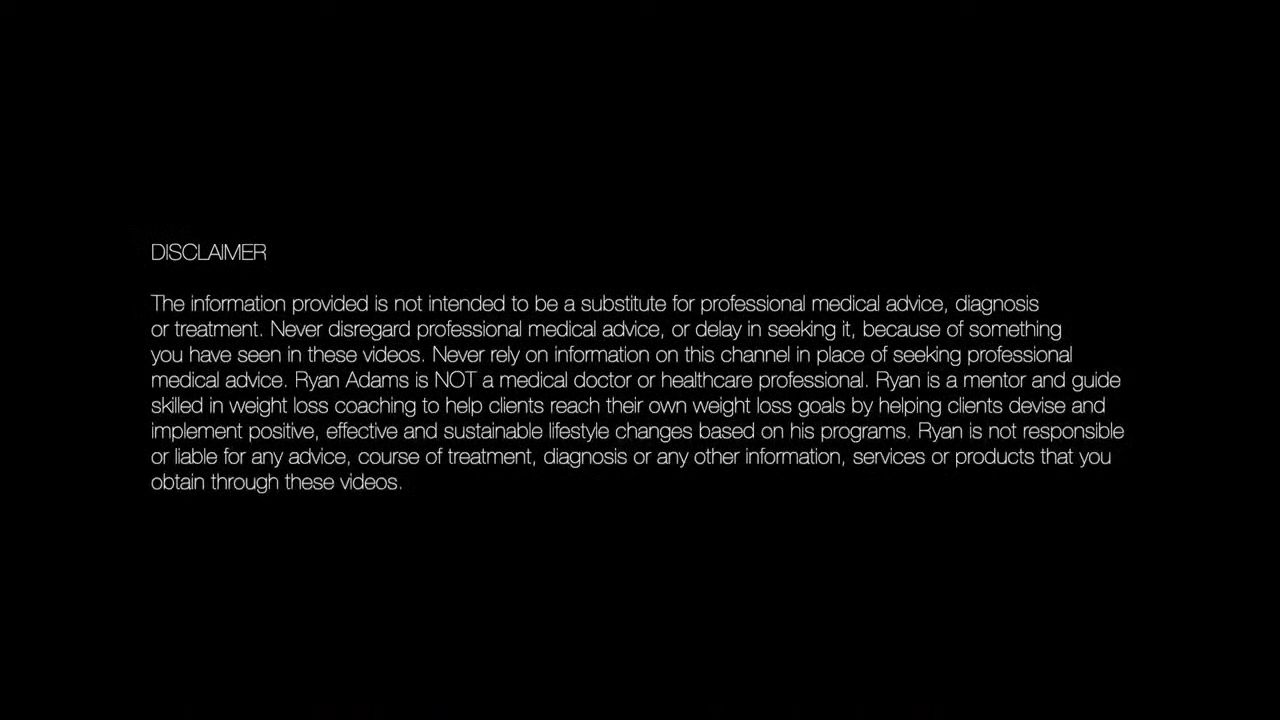 DISCLAIMER
The information provided is not intended to be a substitute for professional medical advice, diagnosis
or treatment. Never disregard professional medical advice, or delay in seeking it, because of something
you have seen in these videos. Never rely on information on this channel in place of seeking professional
medical advice. Ryan Adams is NOT a medical doctor or healthcare professional. Ryan is a mentor and guide
skilled in weight loss coaching to help clients reach their own weight loss goals by helping clients devise and
implement positive, effective and sustainable lifestyle changes based on his programs. Ryan is not responsible
or liable for any advice, course of treatment, diagnosis or any other information, services or products that you
obtain through these videos.